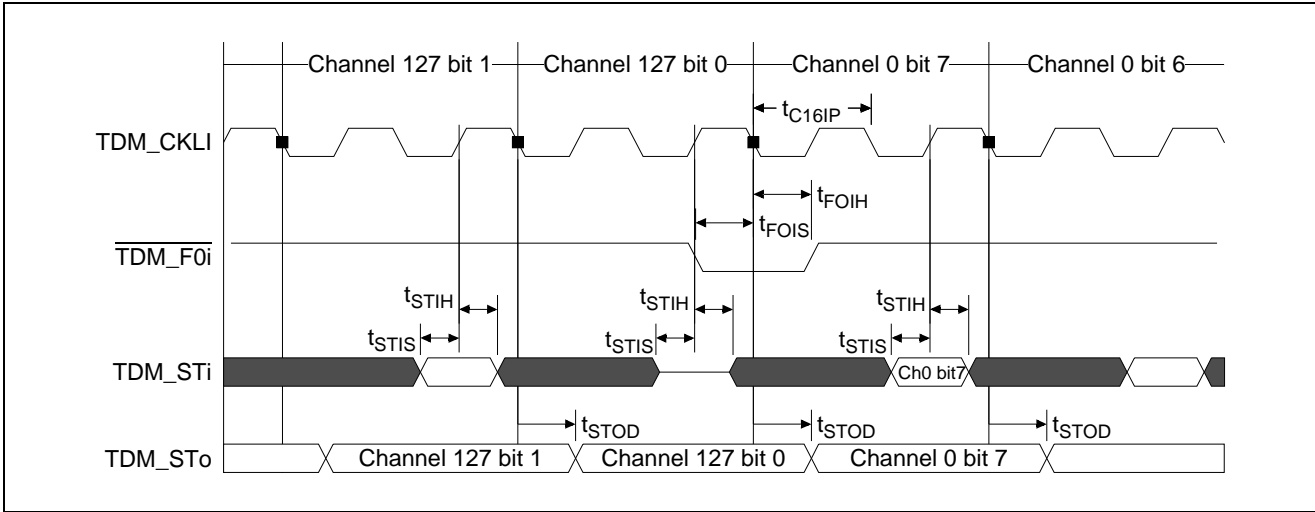 Channel 127 bit 1 Channel 127 bit 0 Channel 0 bit 7 Channel 0 bit 6
tC16IP
TDM_CKLI
tFOIH
tFOIS
TDM_F0i
tSTIH tSTIH tSTIH
tSTIS tSTIS tSTIS
TDM_STi Ch0 bit7
tSTOD tSTOD tSTOD
TDM_STo Channel 127 bit 1 Channel 127 bit 0 Channel 0 bit 7